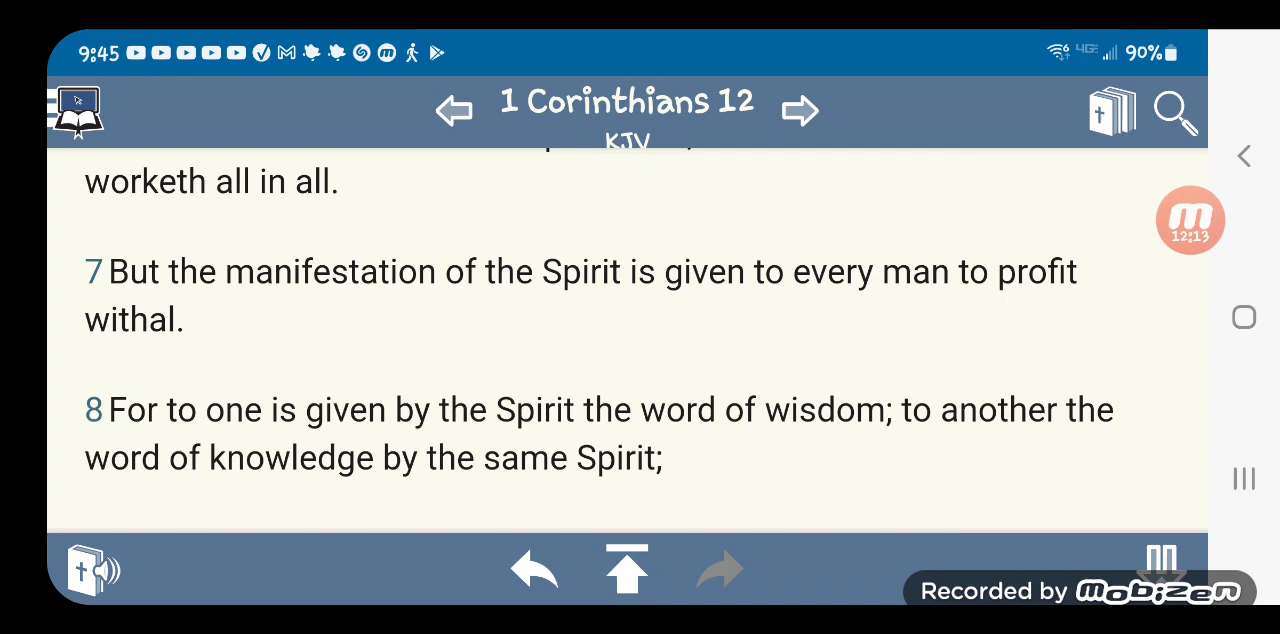 9:45
6 4GE 90%
1 Corinthians 12
KJV
worketh all in all.
12:13
7 But the manifestation of the Spirit is given to every man to profit
withal.
8 For to one is given by the Spirit the word of wisdom; to another the
word of knowledge by the same Spirit;
Recorded by mobizen